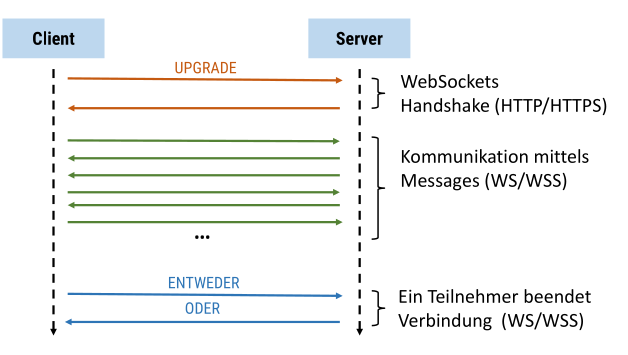 Client
Server
UPGRADE
WebSockets
Handshake (HTTP/HTTPS)
Kommunikation mittels
Messages (WS/WSS)
...
ENTWEDER
ODER
Ein Teilnehmer beendet
Verbindung (WS/WSS)